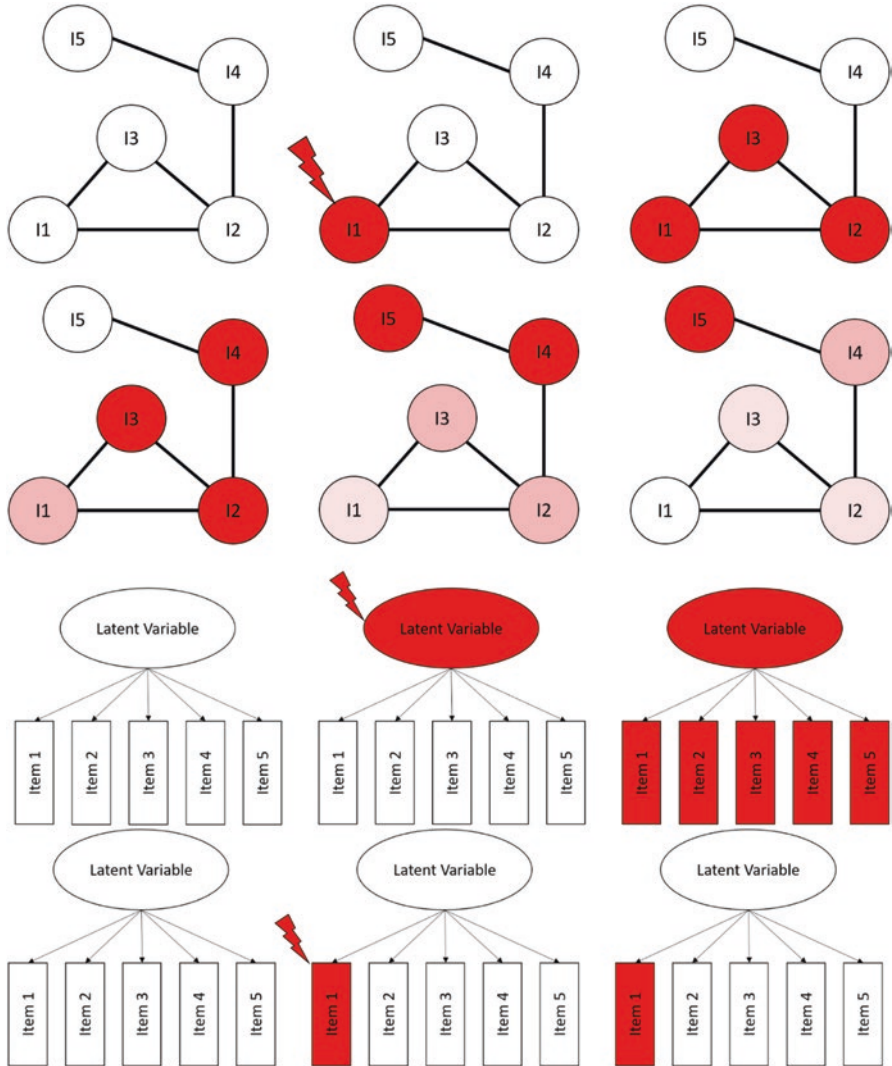 I5
I4
I3
I1
I2
I5
I4
I3
I1
I2
I5
I4
I3
I1
I2
I5
I4
I3
I1
I2
I5
I4
I3
I1
I2
I5
I4
I3
I1
I2
Latent Variable
Item 1
Item 2
Item 3
Item 4
Item 5
Latent Variable
Item 1
Item 2
Item 3
Item 4
Item 5
Latent Variable
Item 1
Item 2
Item 3
Item 4
Item 5
Latent Variable
Item 1
Item 2
Item 3
Item 4
Item 5
Latent Variable
Item 1
Item 2
Item 3
Item 4
Item 5
Latent Variable
Item 1
Item 2
Item 3
Item 4
Item 5